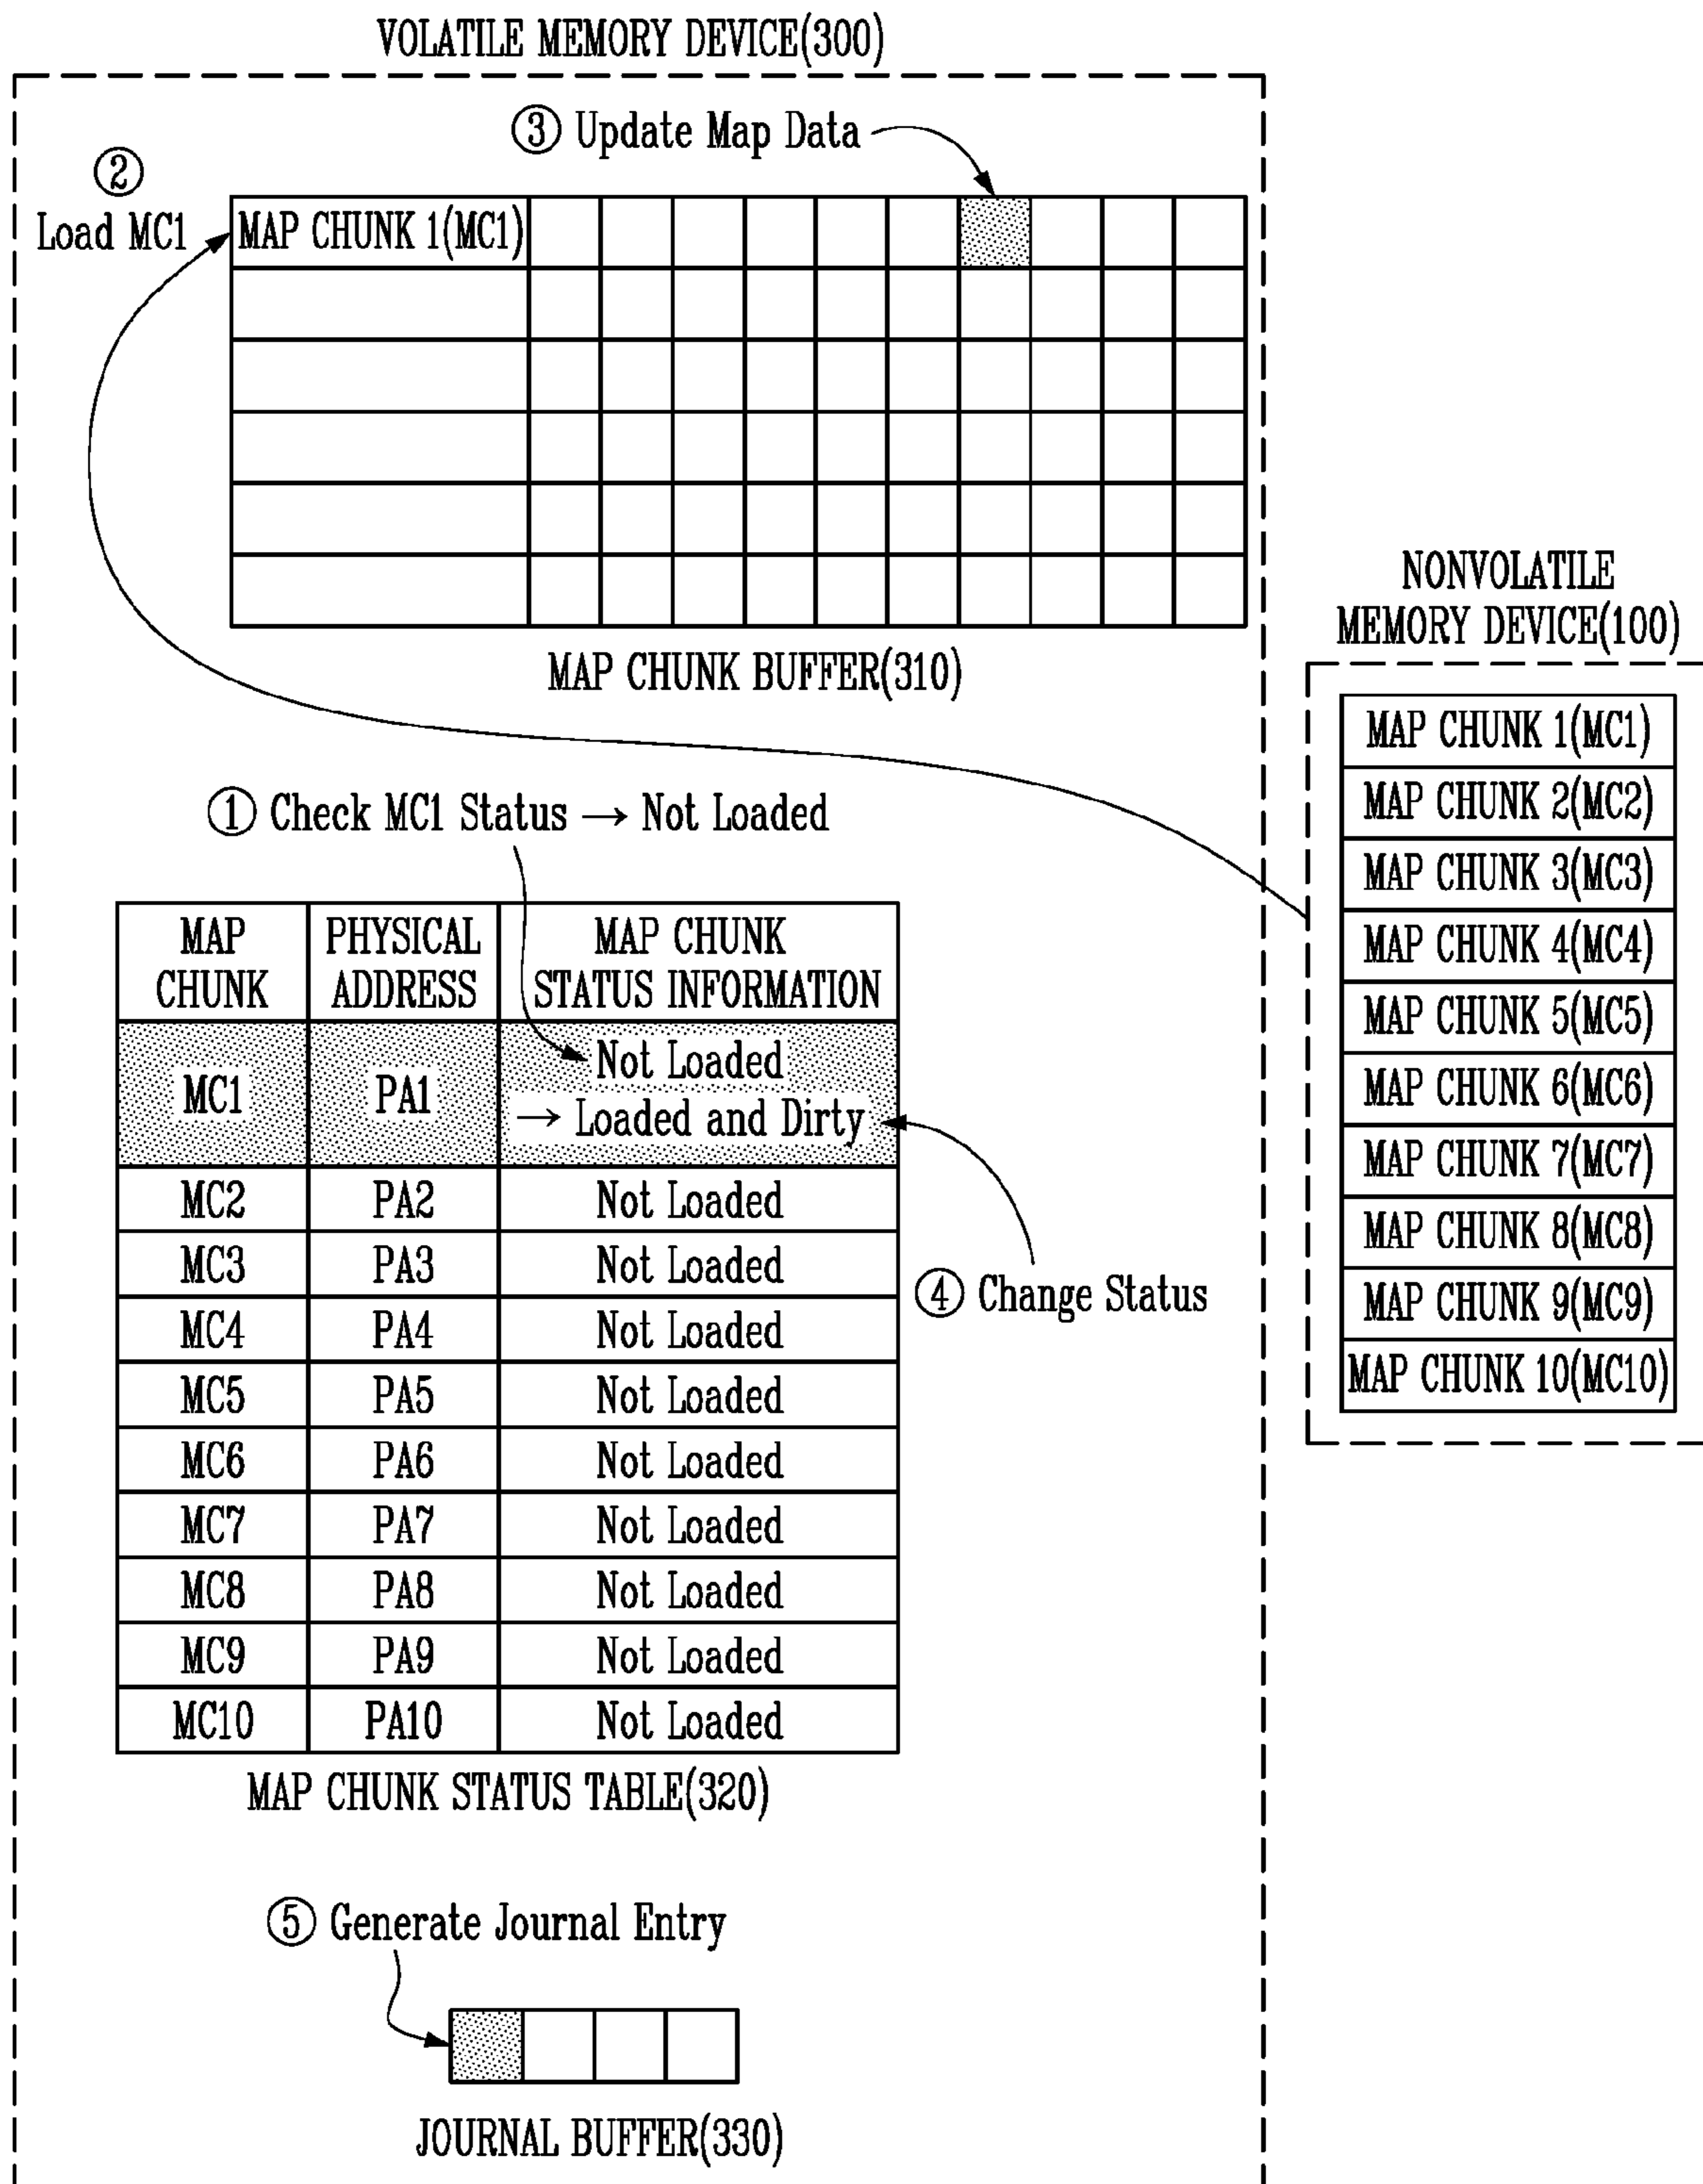 VOLATILE MEMORY DEVICE(300)
③ Update Map Data
②
Load MC1
MAP CHUNK 1(MC1)
MAP CHUNK BUFFER(310)
① Check MC1 Status → Not Loaded
MAP CHUNK
PHYSICAL ADDRESS
MAP CHUNK STATUS INFORMATION
MC1 PA1 Not Loaded
→ Loaded and Dirty
MC2 PA2 Not Loaded
MC3 PA3 Not Loaded
④ Change Status
MC4 PA4 Not Loaded
MC5 PA5 Not Loaded
MC6 PA6 Not Loaded
MC7 PA7 Not Loaded
MC8 PA8 Not Loaded
MC9 PA9 Not Loaded
MC10 PA10 Not Loaded
MAP CHUNK STATUS TABLE(320)
⑤ Generate Journal Entry
JOURNAL BUFFER(330)
NONVOLATILE
MEMORY DEVICE(100)
MAP CHUNK 1(MC1)
MAP CHUNK 2(MC2)
MAP CHUNK 3(MC3)
MAP CHUNK 4(MC4)
MAP CHUNK 5(MC5)
MAP CHUNK 6(MC6)
MAP CHUNK 7(MC7)
MAP CHUNK 8(MC8)
MAP CHUNK 9(MC9)
MAP CHUNK 10(MC10)